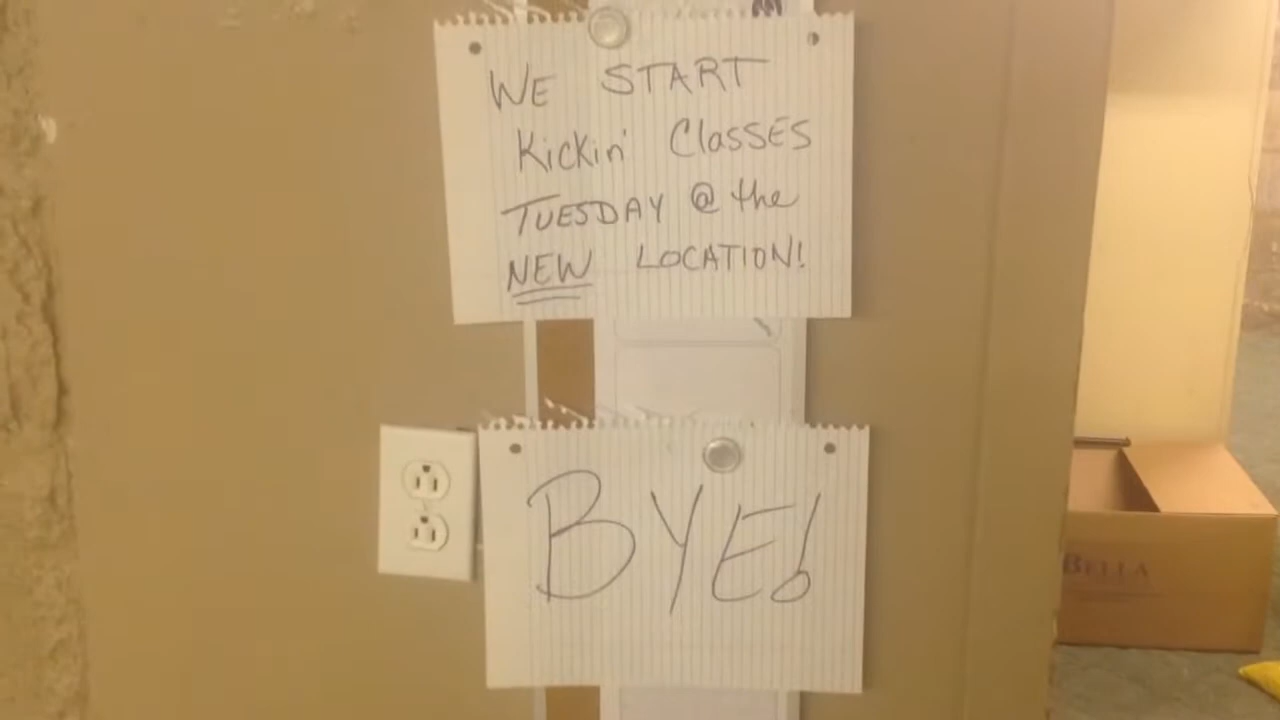 WE START
Kickin' ClaSSES
TUESDAY @ the
NEW LOCATION!
BYE!
BELLA